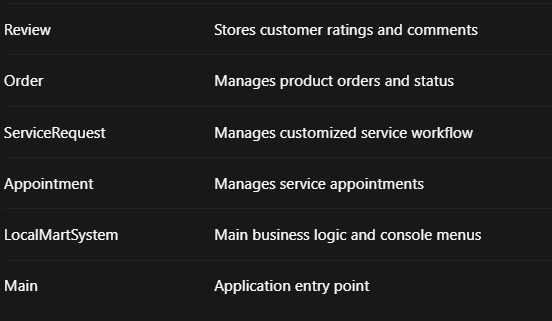 Review Stores customer ratings and comments
Order Manages product orders and status
ServiceRequest Manages customized service workflow
Appointment Manages service appointments
LocalMartSystem Main business logic and console menus
Main Application entry point